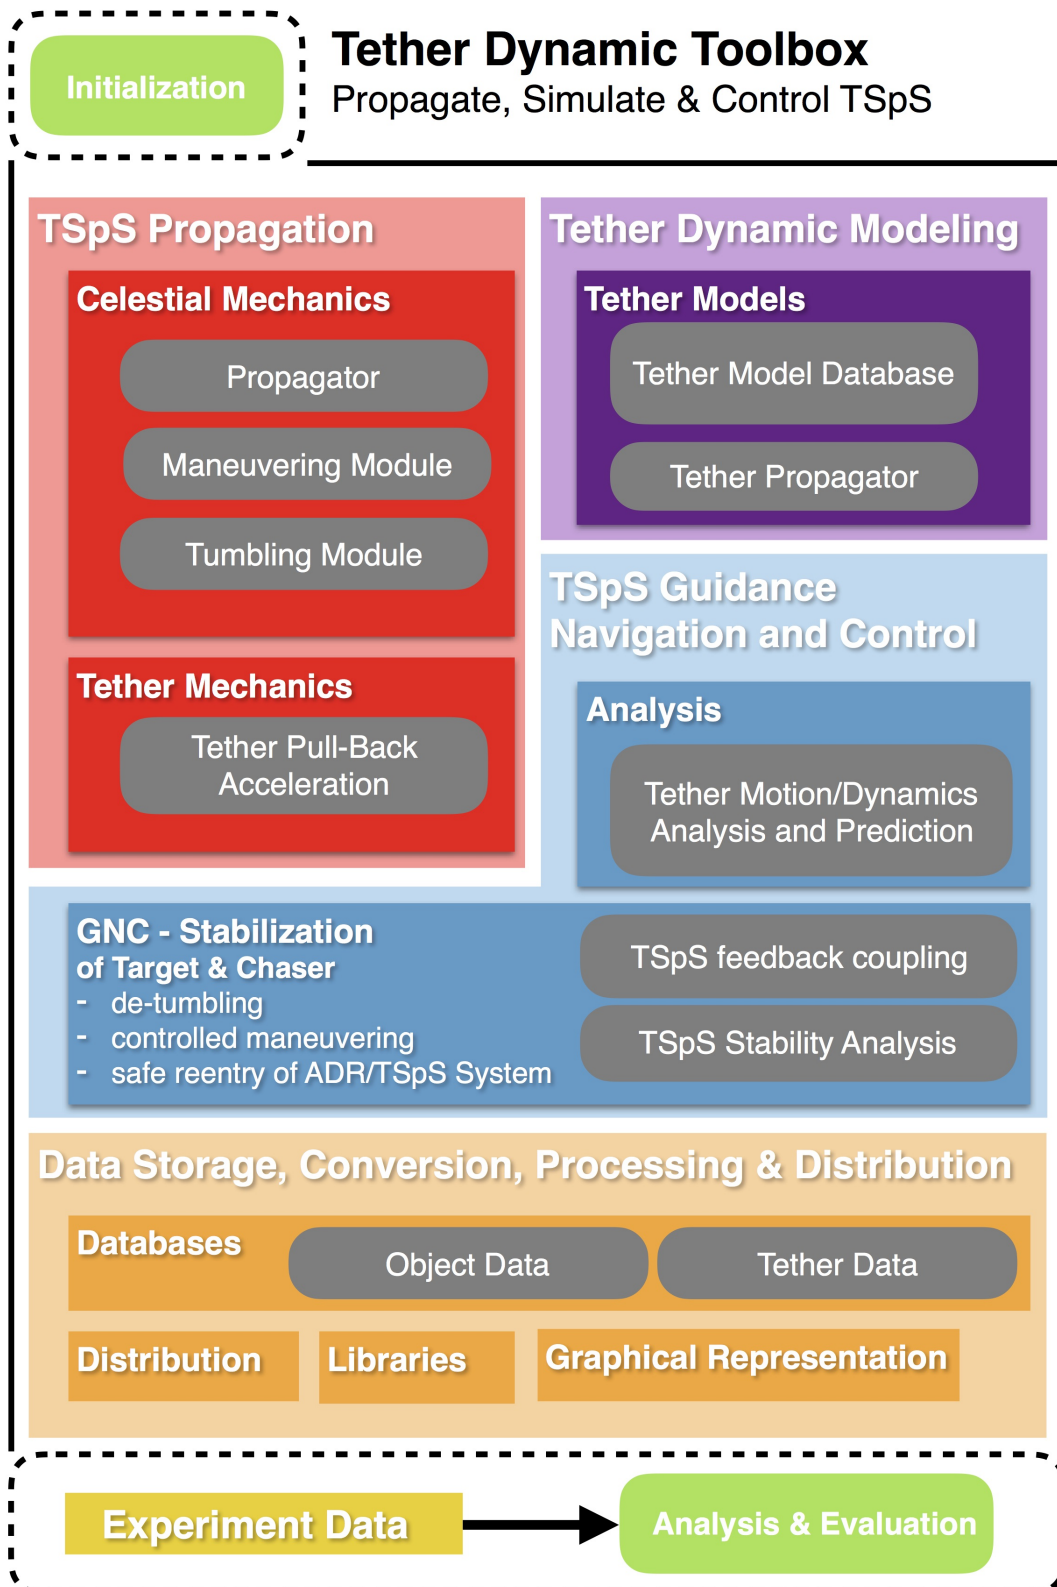 Initialization
Tether Dynamic Toolbox
Propagate, Simulate & Control TSpS
TSpS Propagation
Celestial Mechanics
Propagator
Maneuvering Module
Tumbling Module
Tether Mechanics
Tether Pull-Back
Acceleration
Tether Dynamic Modeling
Tether Models
Tether Model Database
Tether Propagator
TSpS Guidance
Navigation and Control
Analysis
Tether Motion/Dynamics
Analysis and Prediction
GNC - Stabilization
of Target & Chaser
- de-tumbling
- controlled maneuvering
- safe reentry of ADR/TSpS System
TSpS feedback coupling
TSpS Stability Analysis
Data Storage, Conversion, Processing & Distribution
Databases
Object Data
Tether Data
Distribution
Libraries
Graphical Representation
Experiment Data
Analysis & Evaluation